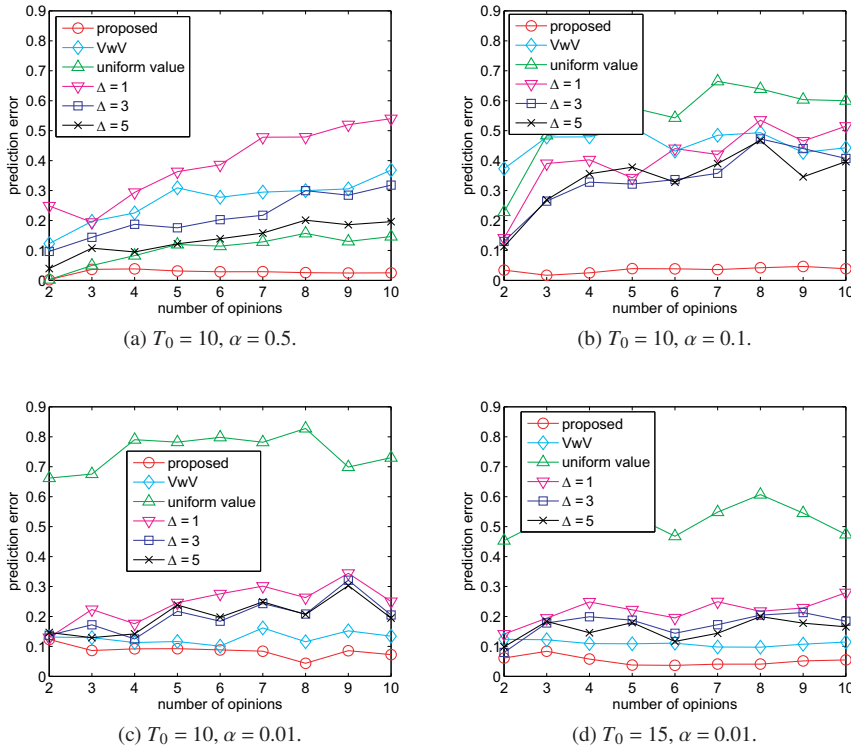 0.9
0.8
0.7
0.6
0.5
0.4
0.3
0.2
0.1
0
prediction error
proposed
VwV
uniform value
Δ = 1
Δ = 3
Δ = 5
2 3 4 5 6 7 8 9 10
number of opinions
(a) T0 = 10, α = 0.5.
0.9
0.8
0.7
0.6
0.5
0.4
0.3
0.2
0.1
0
prediction error
proposed
VwV
uniform value
Δ = 1
Δ = 3
Δ = 5
2 3 4 5 6 7 8 9 10
number of opinions
(b) T0 = 10, α = 0.1.
0.9
0.8
0.7
0.6
0.5
0.4
0.3
0.2
0.1
0
prediction error
proposed
VwV
uniform value
Δ = 1
Δ = 3
Δ = 5
2 3 4 5 6 7 8 9 10
number of opinions
(c) T0 = 10, α = 0.01.
0.9
0.8
0.7
0.6
0.5
0.4
0.3
0.2
0.1
0
prediction error
proposed
VwV
uniform value
Δ = 1
Δ = 3
Δ = 5
2 3 4 5 6 7 8 9 10
number of opinions
(d) T0 = 15, α = 0.01.